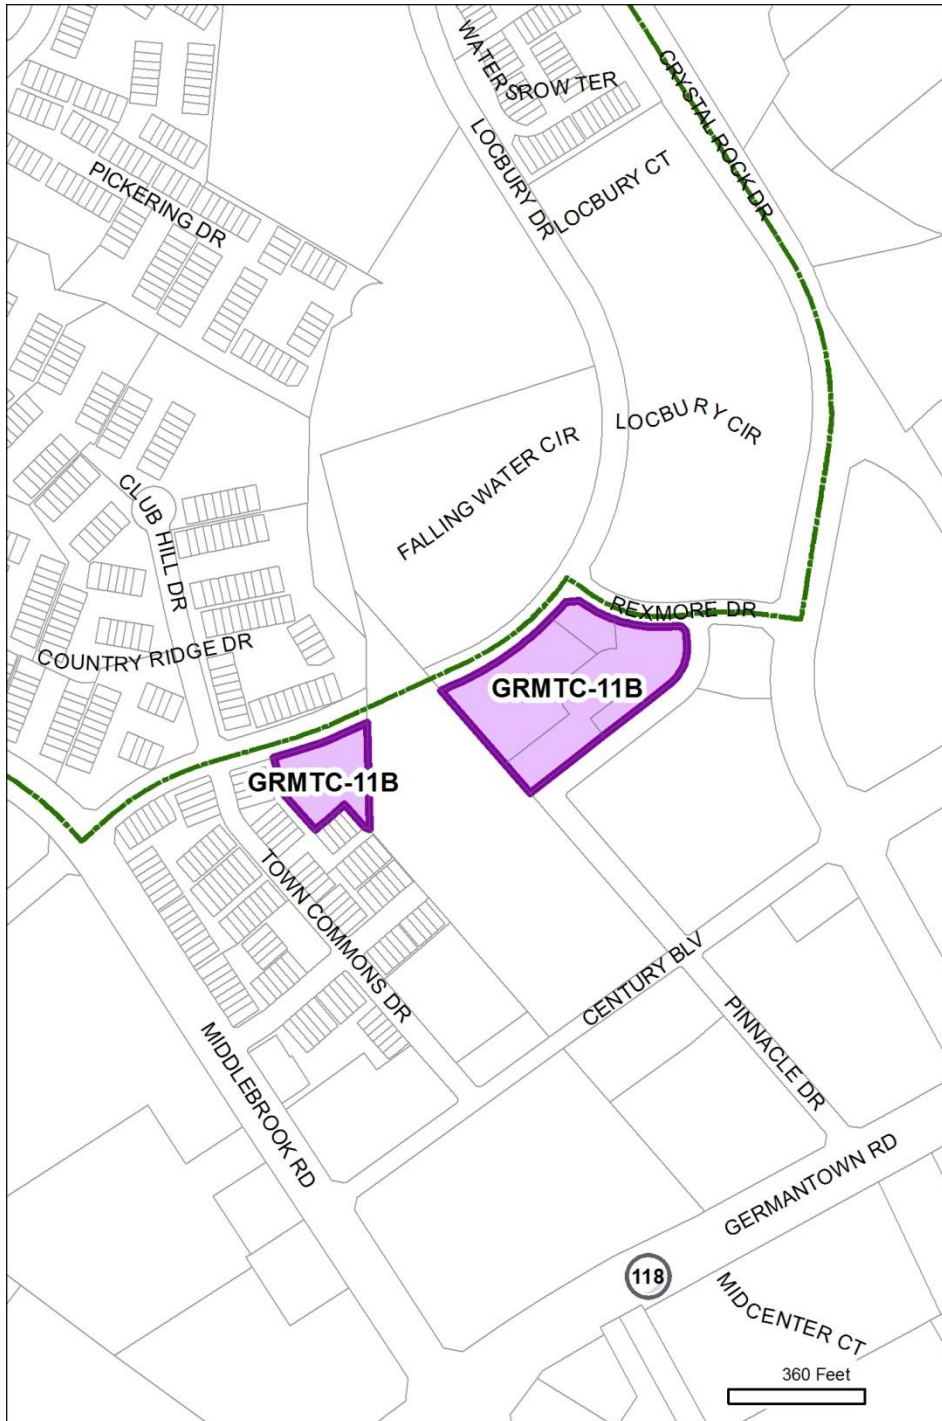 WATERS
ROW TER
CRYSTAL ROCK DR
LOCBURY DR
LOCBURY CT
PICKERING DR
LOCBURY CIR
FALLING WATER CIR
CLUB HILL DR
REXMORE DR
COUNTRY RIDGE DR
GRMTC-11B
GRMTC-11B
TOWN COMMONS DR
CENTURY BLV
PINNACLE DR
MIDDLEBROOK RD
GERMANTOWN RD
118
MIDCENTER CT
360 Feet